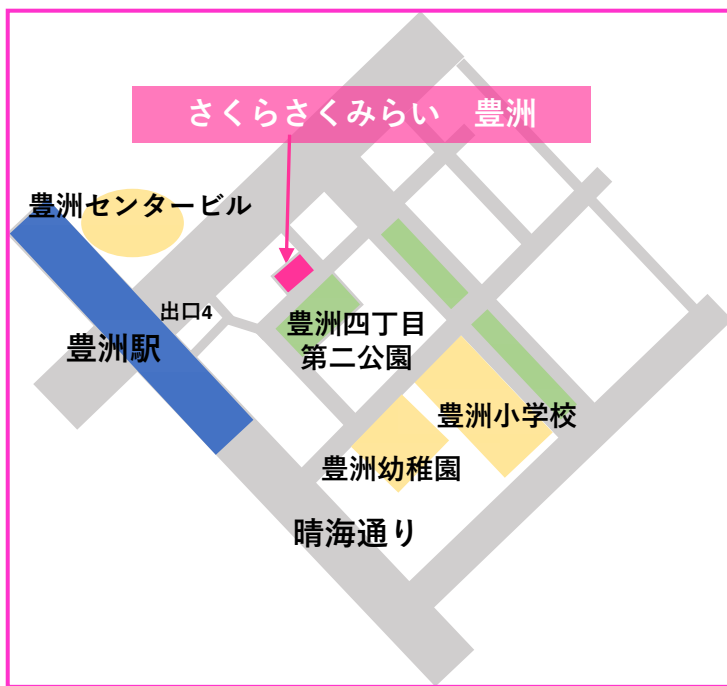 さくらさくみらい　豊洲
豊洲センタービル
出口4
豊洲駅
豊洲四丁目
第二公園
豊洲小学校
豊洲幼稚園
晴海通り